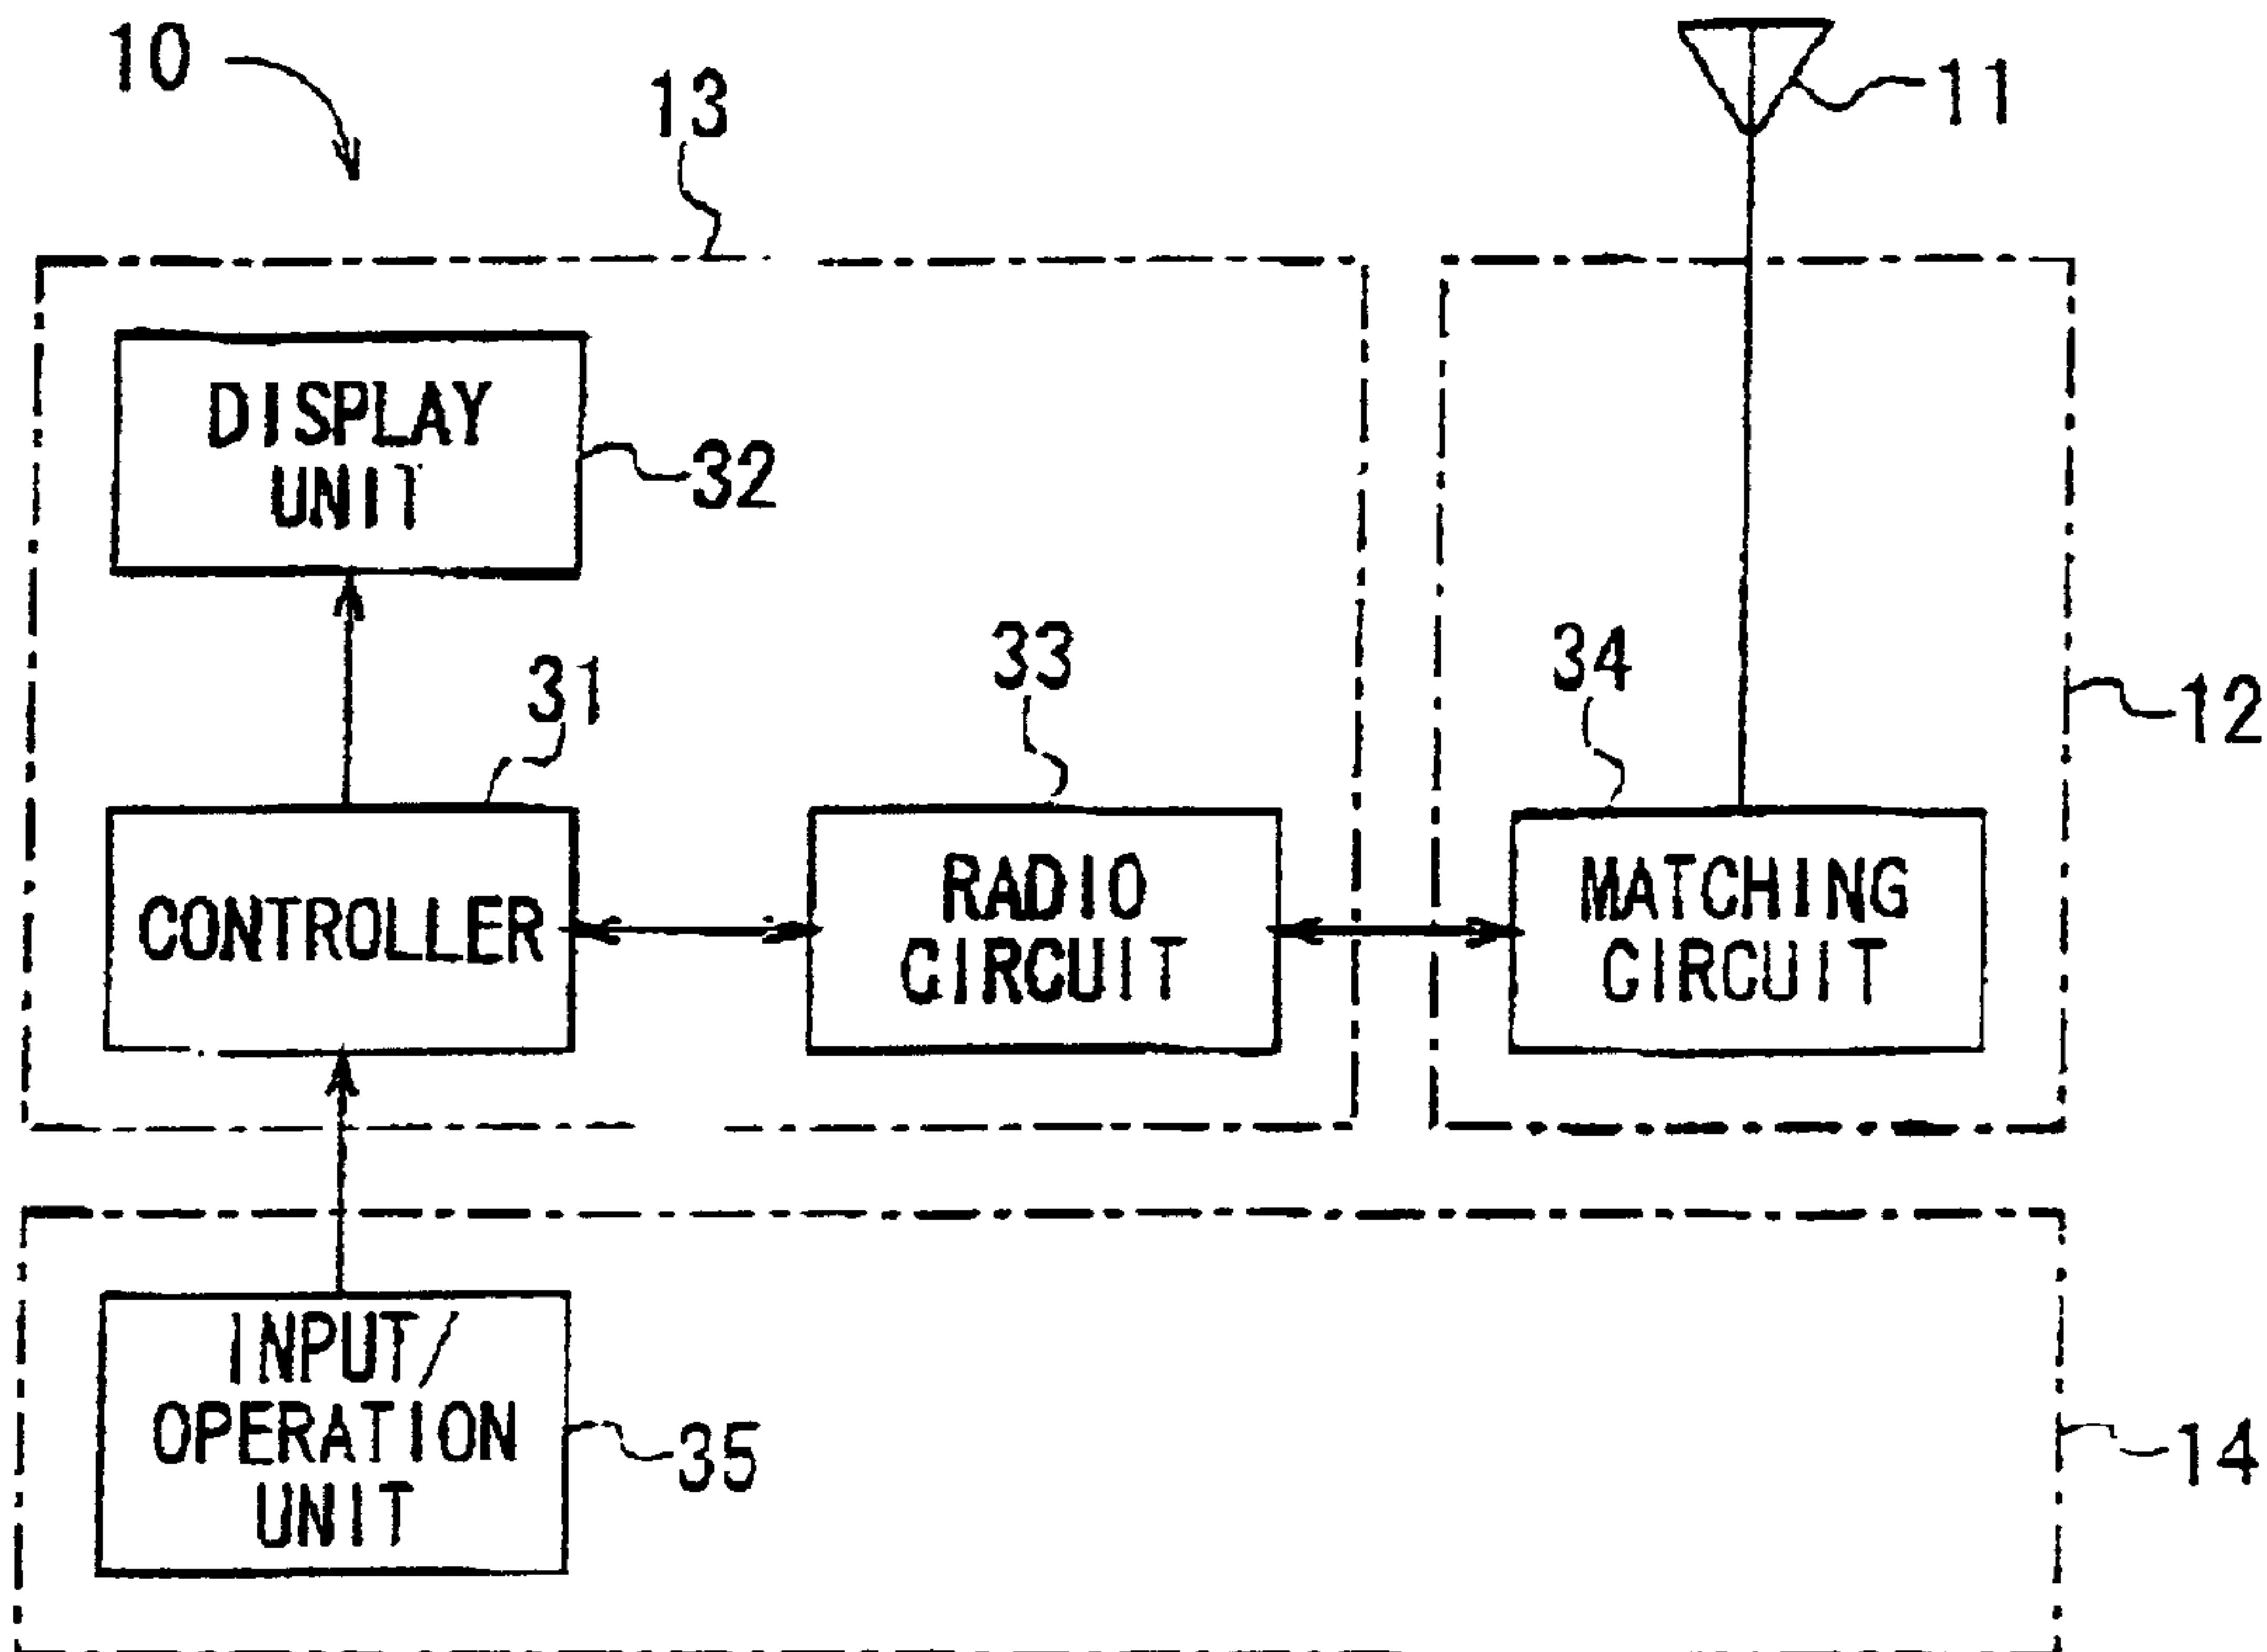 10
13
11
DISPLAY
UNIT
32
31
33
34
12
CONTROLLER
RADIO
CIRCUIT
MATCHING
CIRCUIT
INPUT/
OPERATION
UNIT
35
14